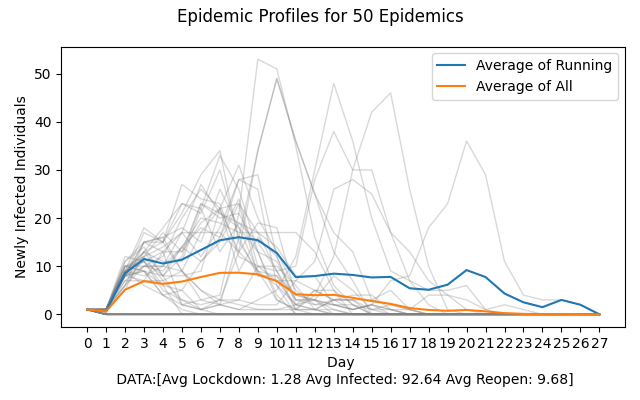 Epidemic Profiles for 50 Epidemics
Average of Running
Average of All
Newly Infected Individuals
50
40
30
20
10
0
0 1 2 3 4 5 6 7 8 9 10 11 12 13 14 15 16 17 18 19 20 21 22 23 24 25 26 27
Day
DATA:[Avg Lockdown: 1.28 Avg Infected: 92.64 Avg Reopen: 9.68]